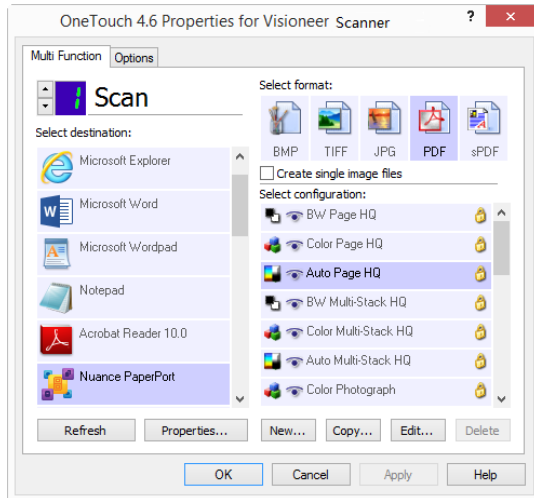 OneTouch 4.6 Properties for Visioneer Scanner
?
×
Multi Function
Options
1
Scan
Select destination:
Microsoft Explorer
Microsoft Word
Microsoft Wordpad
Notepad
Acrobat Reader 10.0
Nuance PaperPort
Refresh
Properties...
Select format:
BMP
TIFF
JPG
PDF
sPDF
Create single image files
Select configuration:
BW Page HQ
Color Page HQ
Auto Page HQ
BW Multi-Stack HQ
Color Multi-Stack HQ
Auto Multi-Stack HQ
Color Photograph
New...
Copy...
Edit...
Delete
OK
Cancel
Apply
Help